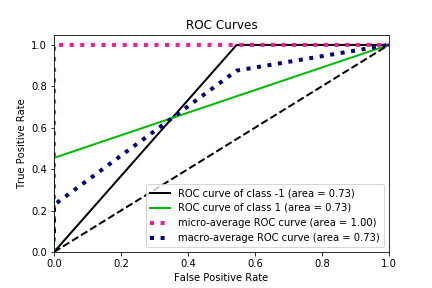 ROC Curves
True Positive Rate
1.0
0.8
0.6
0.4
0.2
0.0
ROC curve of class -1 (area = 0.73)
ROC curve of class 1 (area = 0.73)
micro-average ROC curve (area = 1.00)
macro-average ROC curve (area = 0.73)
0.0 0.2 0.4 0.6 0.8 1.0
False Positive Rate